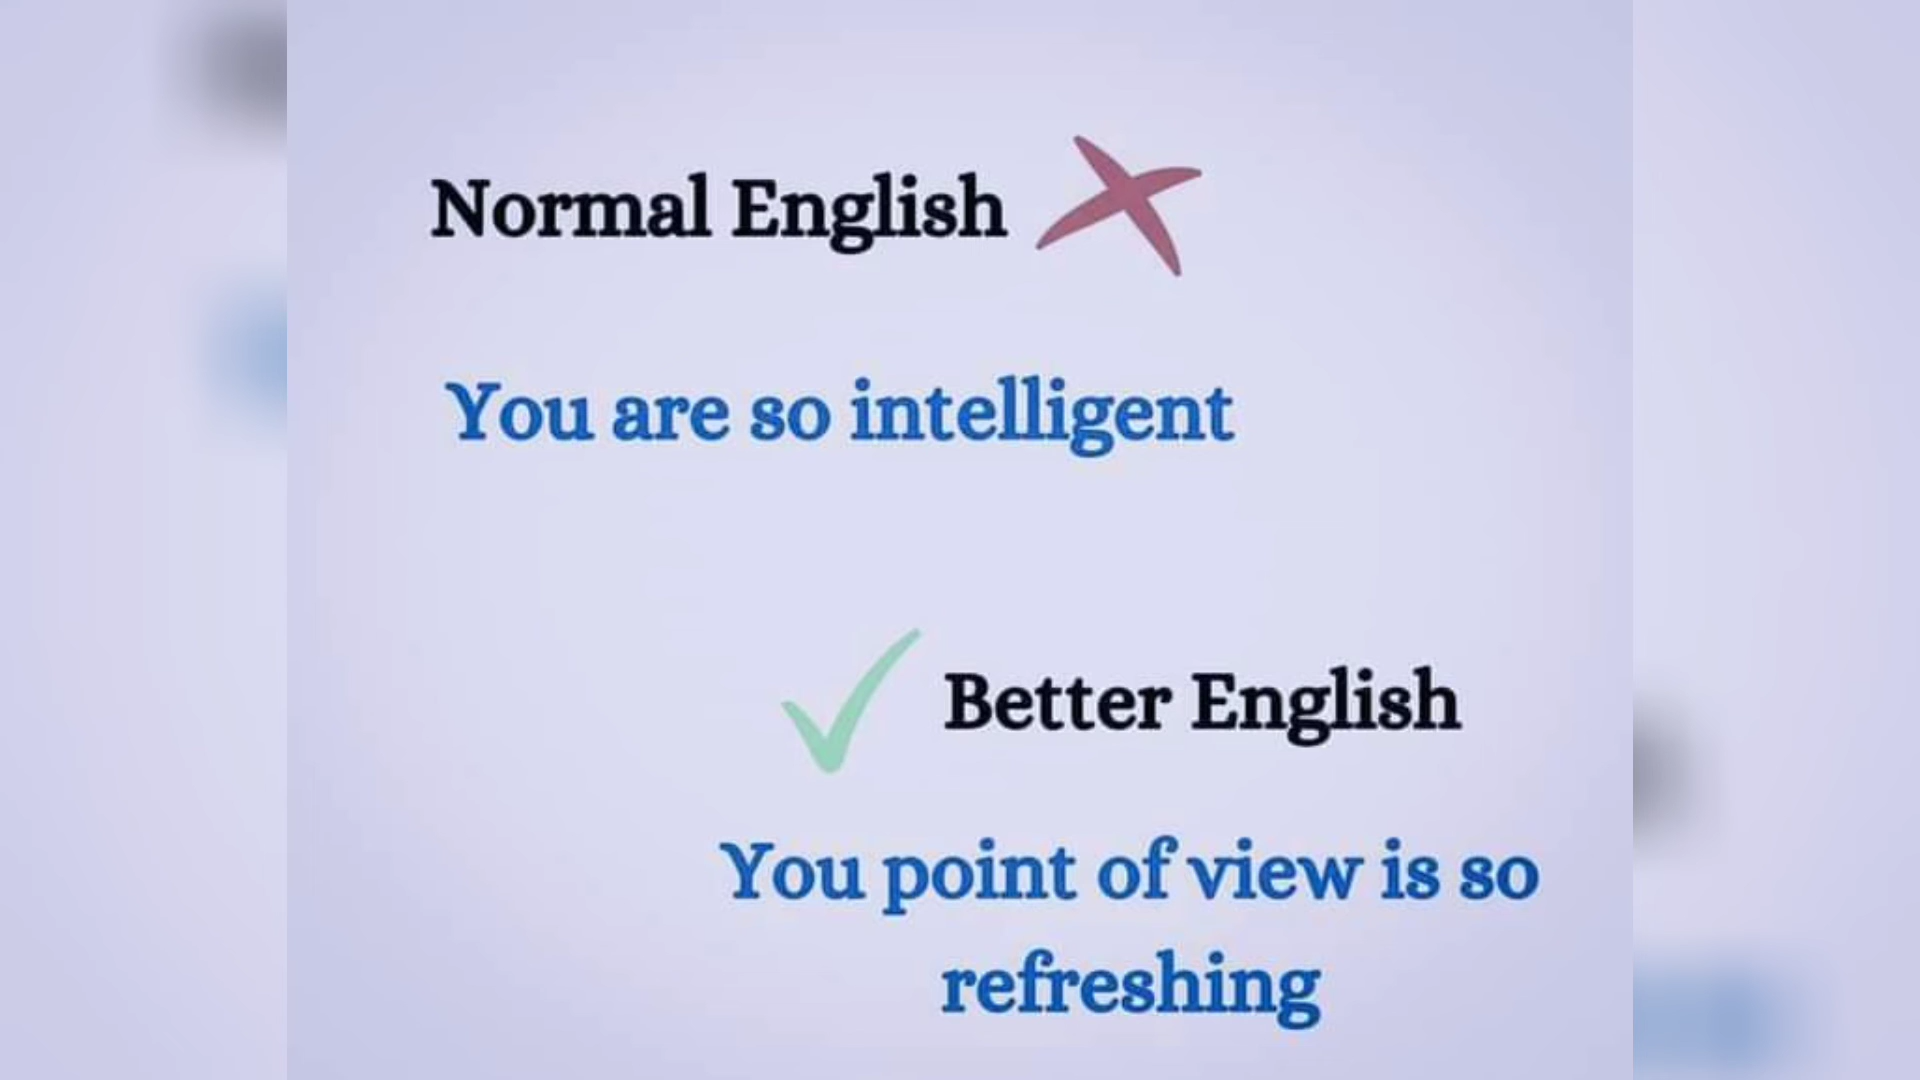 Normal English
You are so intelligent
Better English
You point of view is so
refreshing